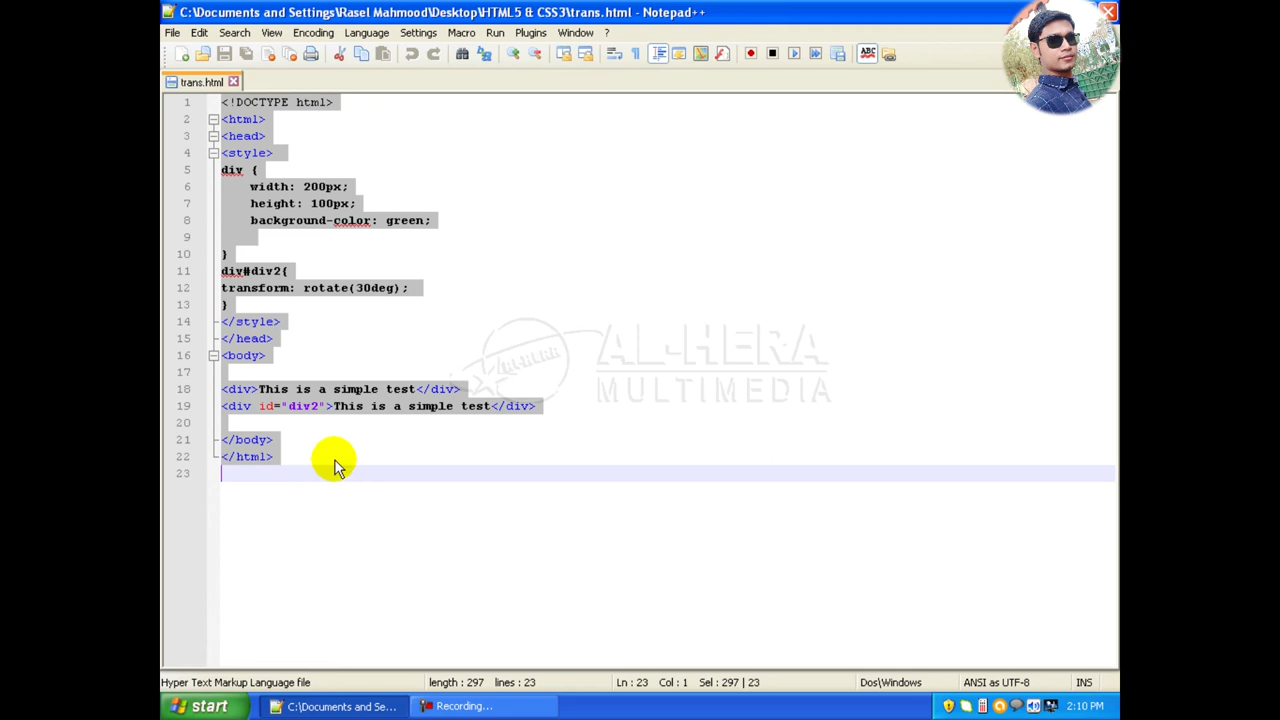 C:\Documents and Settings\Rasel Mahmood\Desktop\HTML5 & CSS3\trans.html - Notepad++
File Edit Search View Encoding Language Settings Macro Run Plugins Window ?
ABC
trans.html
1 <!DOCTYPE html>
2 <html>
3 <head>
4 <style>
5 div {
6 width: 200px;
7 height: 100px;
8 background-color: green;
9
10 }
11 div#div2{
12 transform: rotate(30deg);
13 }
14 </style>
15 </head>
16 <body>
17
18 <div>This is a simple test</div>
19 <div id="div2">This is a simple test</div>
20
21 </body>
22 </html>
23
AL-HERA
AL-HERA
MULTIMEDIA
Hyper Text Markup Language file length : 297 lines : 23 Ln : 23 Col : 1 Sel : 297 | 23 Dos\Windows ANSI as UTF-8 INS
start C:\Documents and Se... Recording... 2:10 PM